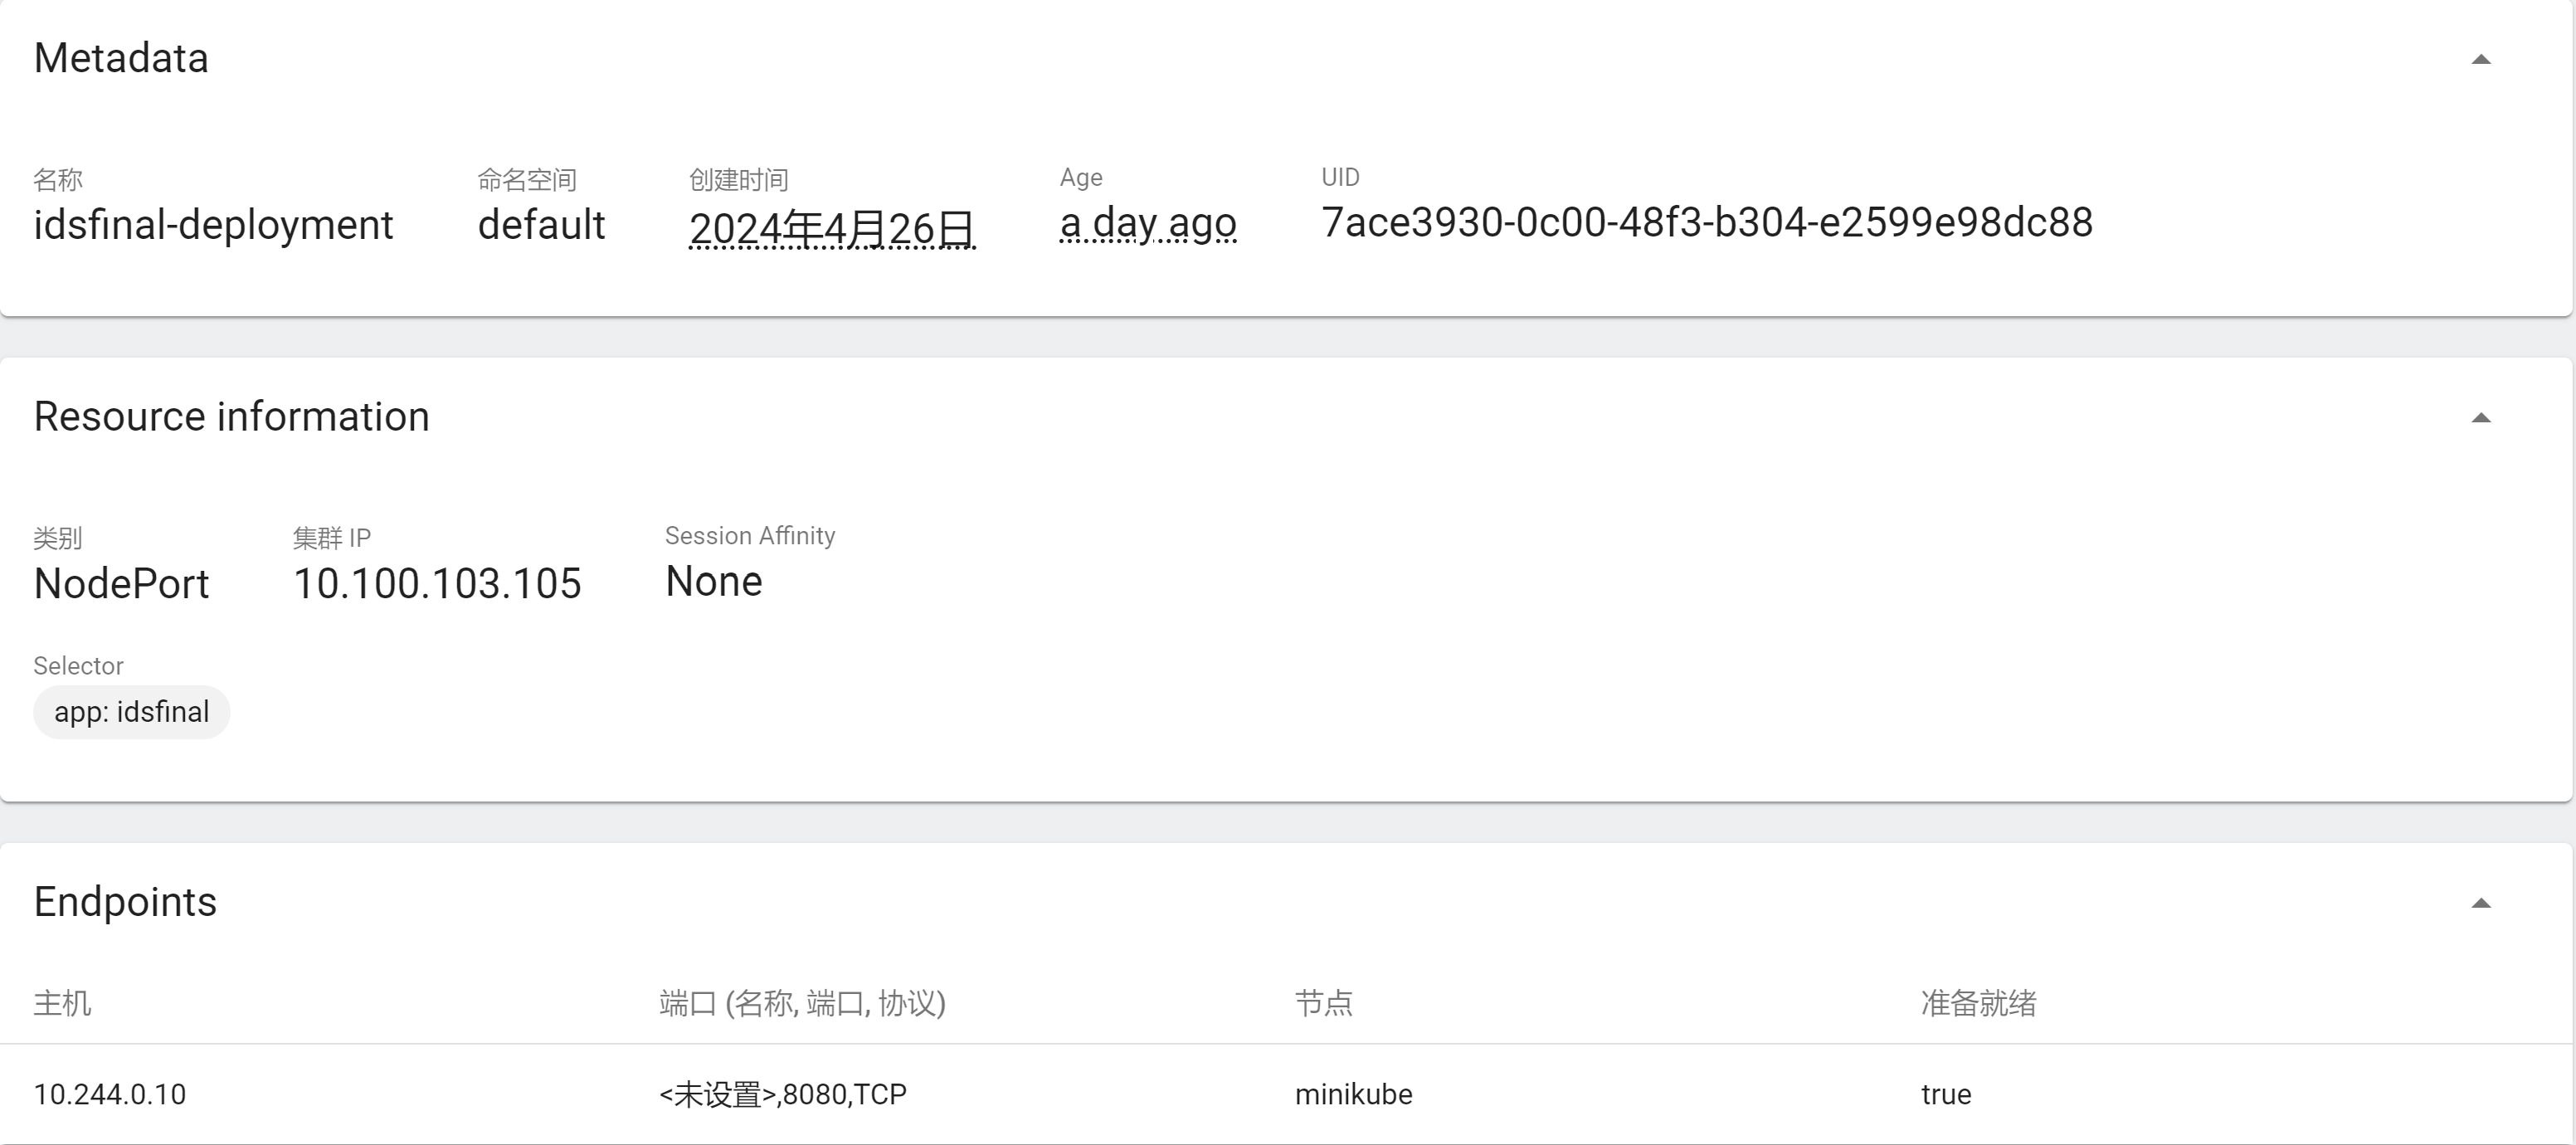 Metadata
名称 命名空间 创建时间 Age UID
idsfinal-deployment default 2024年4月26日 a day ago 7ace3930-0c00-48f3-b304-e2599e98dc88
Resource information
类别 集群 IP Session Affinity
NodePort 10.100.103.105 None
Selector
app: idsfinal
Endpoints
主机 端口 (名称, 端口, 协议) 节点 准备就绪
10.244.0.10 <未设置>,8080,TCP minikube true